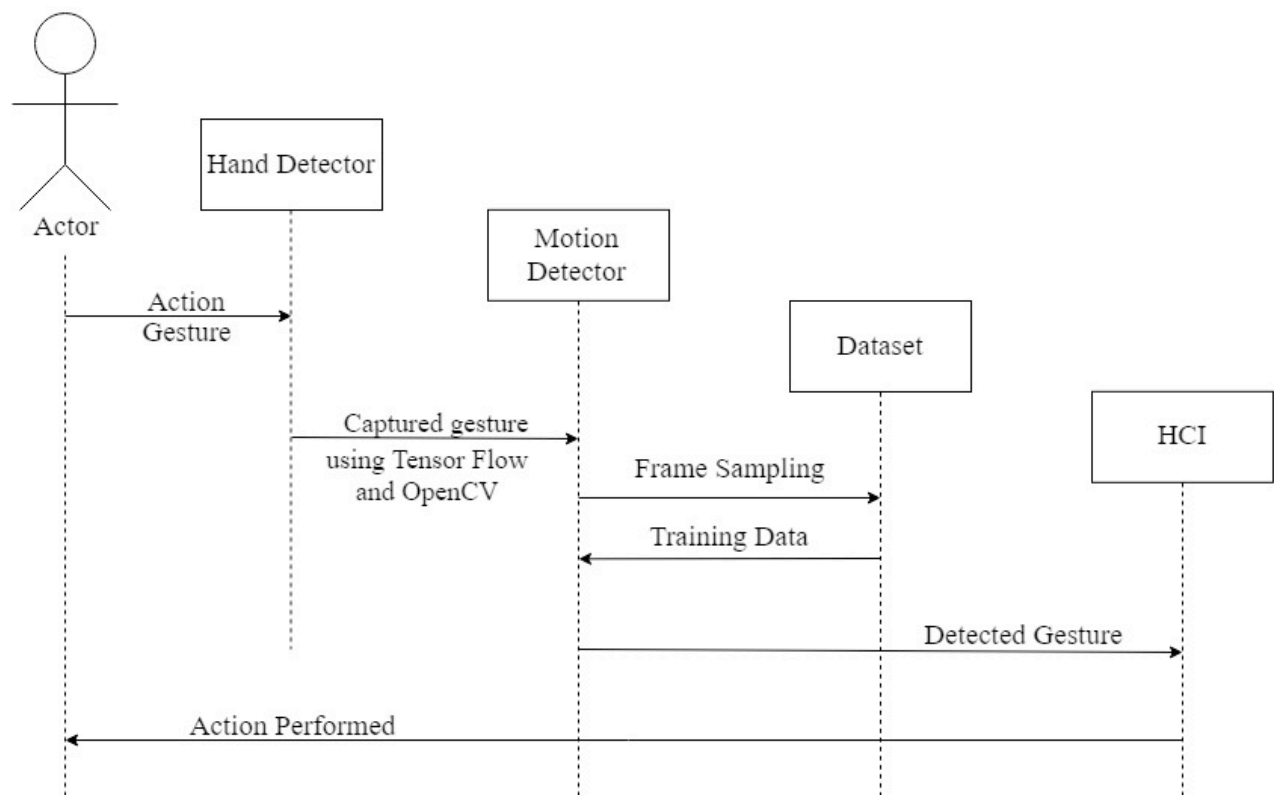 Hand Detector
Actor
Motion
Detector
Action
Gesture
Dataset
Captured gesture
using Tensor Flow
and OpenCV
HCI
Frame Sampling
Training Data
Detected Gesture
Action Performed